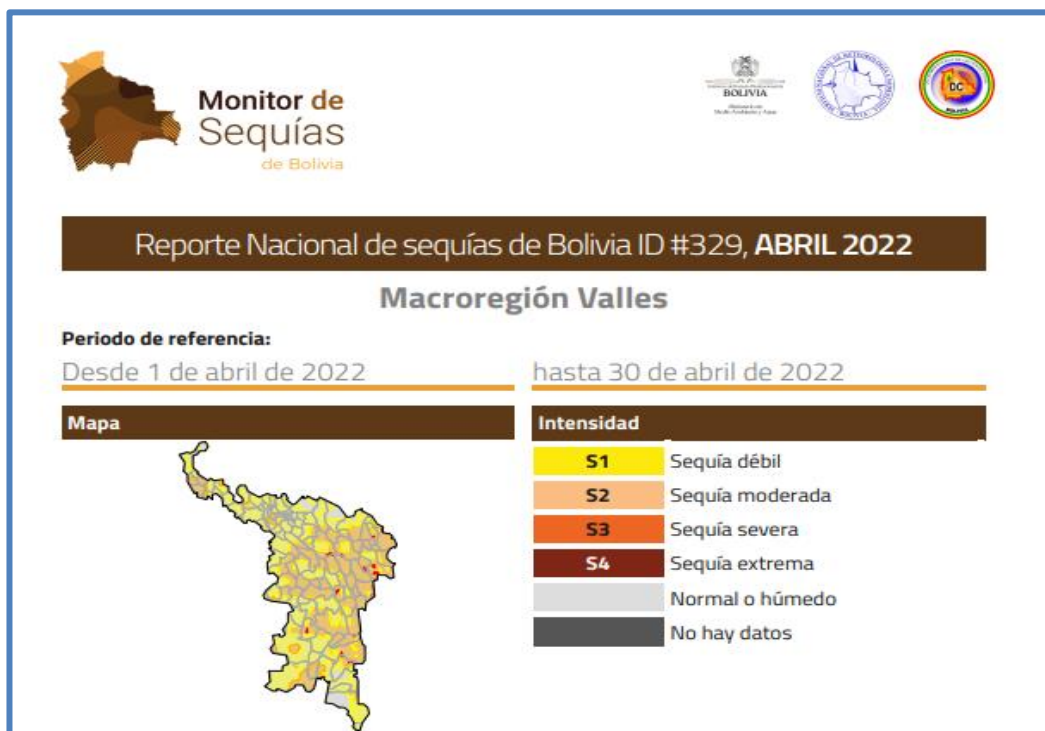 Monitor de
Sequías
de Bolivia
BOLIVIA
DC
Reporte Nacional de sequías de Bolivia ID #329, ABRIL 2022
Macroregión Valles
Periodo de referencia:
Desde 1 de abril de 2022
hasta 30 de abril de 2022
Mapa
Intensidad
S1 Sequía débil
S2 Sequía moderada
S3 Sequía severa
S4 Sequía extrema
Normal o húmedo
No hay datos